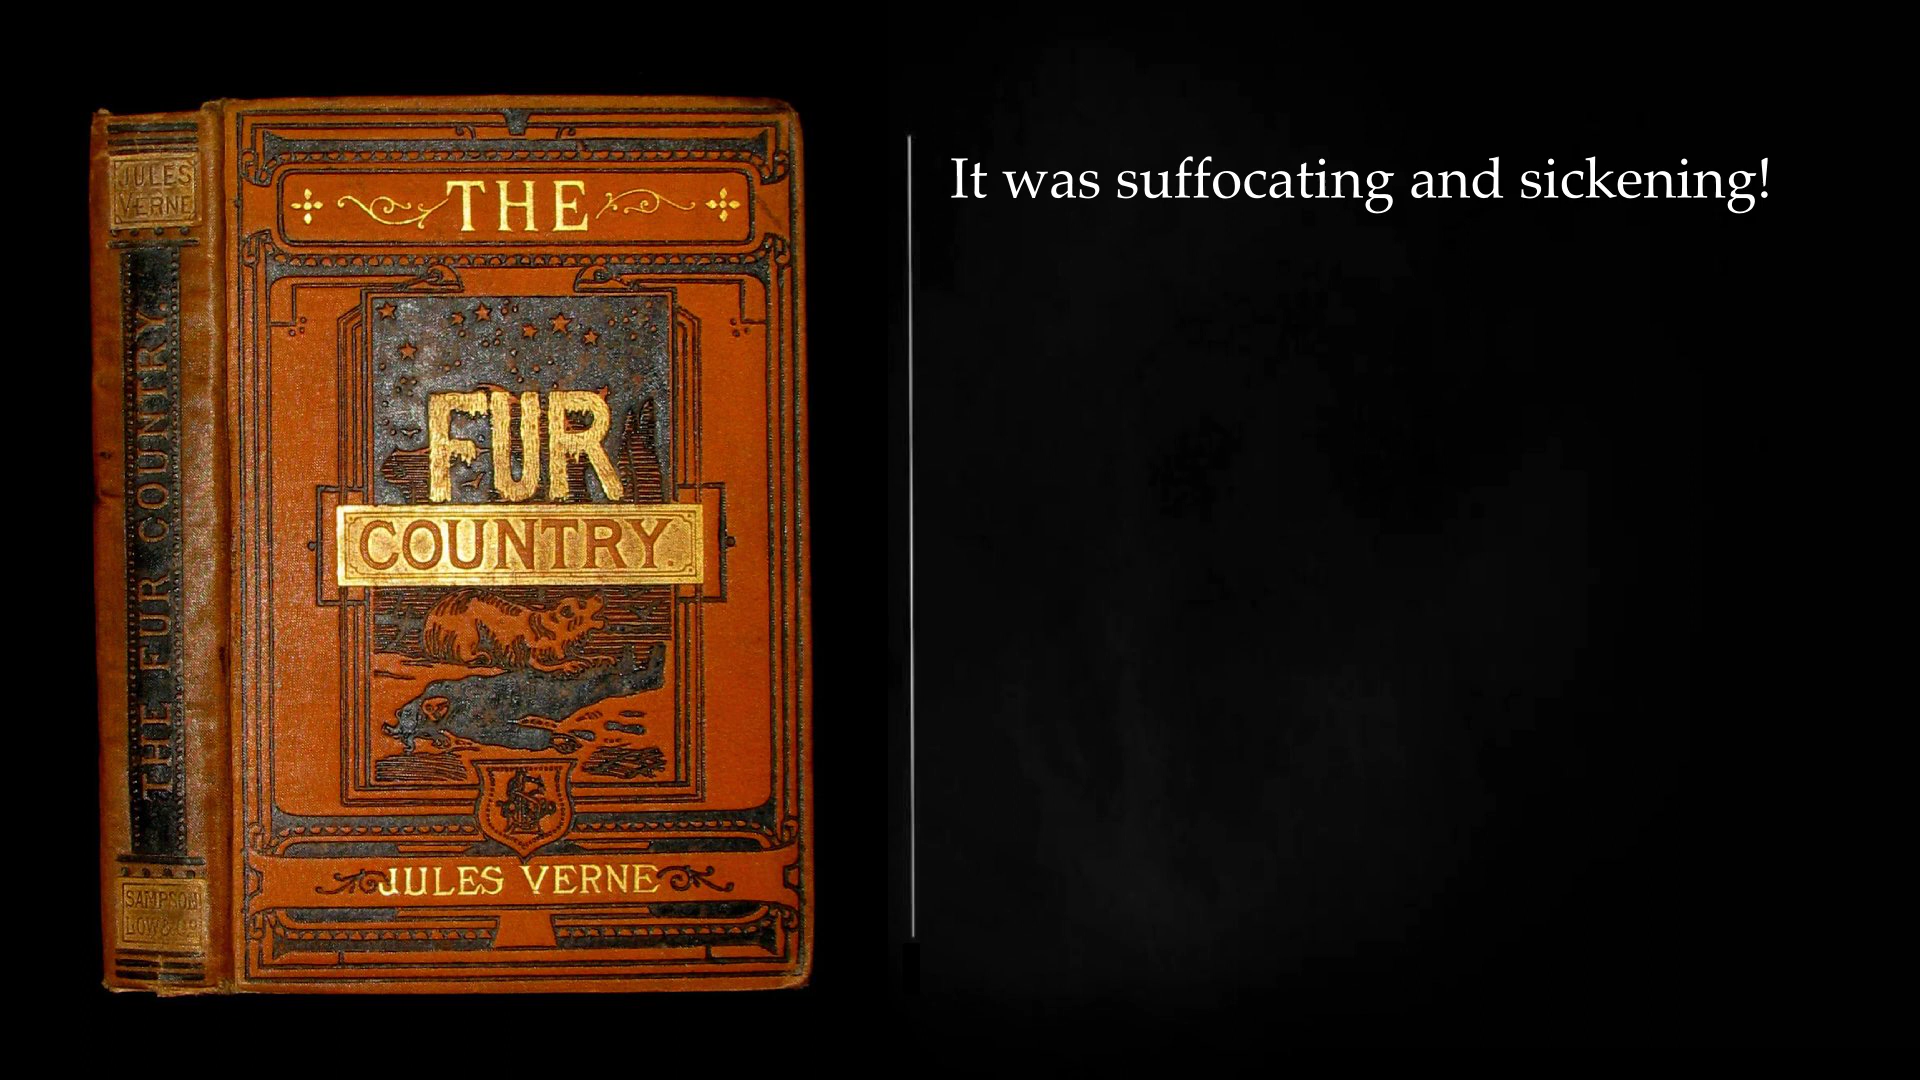 JULES
VERNE
THE FUR COUNTRY.
SAMPSON
LOW & Co
THE
FUR
COUNTRY.
JULES VERNE
It was suffocating and sickening!